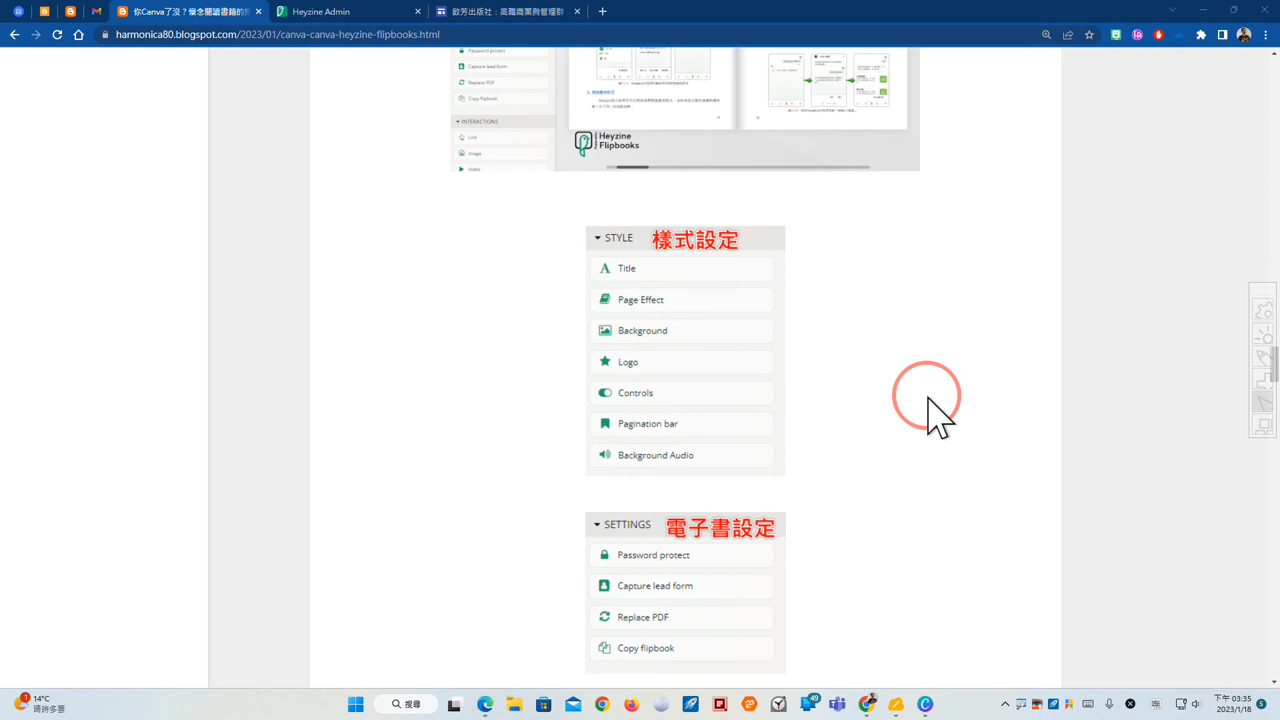 你Canva了沒？懷念閱讀書籍的
Heyzine Admin
啟芳出版社：高職商業與管理群
harmonica80.blogspot.com/2023/01/canva-canva-heyzine-flipbooks.html
Password protect
Capture lead form
Replace PDF
Copy flipbook
INTERACTIONS
Link
Image
Video
Heyzine
Flipbooks
STYLE 樣式設定
Title
Page Effect
Background
Logo
Controls
Pagination bar
Background Audio
SETTINGS 電子書設定
Password protect
Capture lead form
Replace PDF
Copy flipbook
1
14°C
晴時多雲
搜尋
49
下午 03:35
2023/1/18